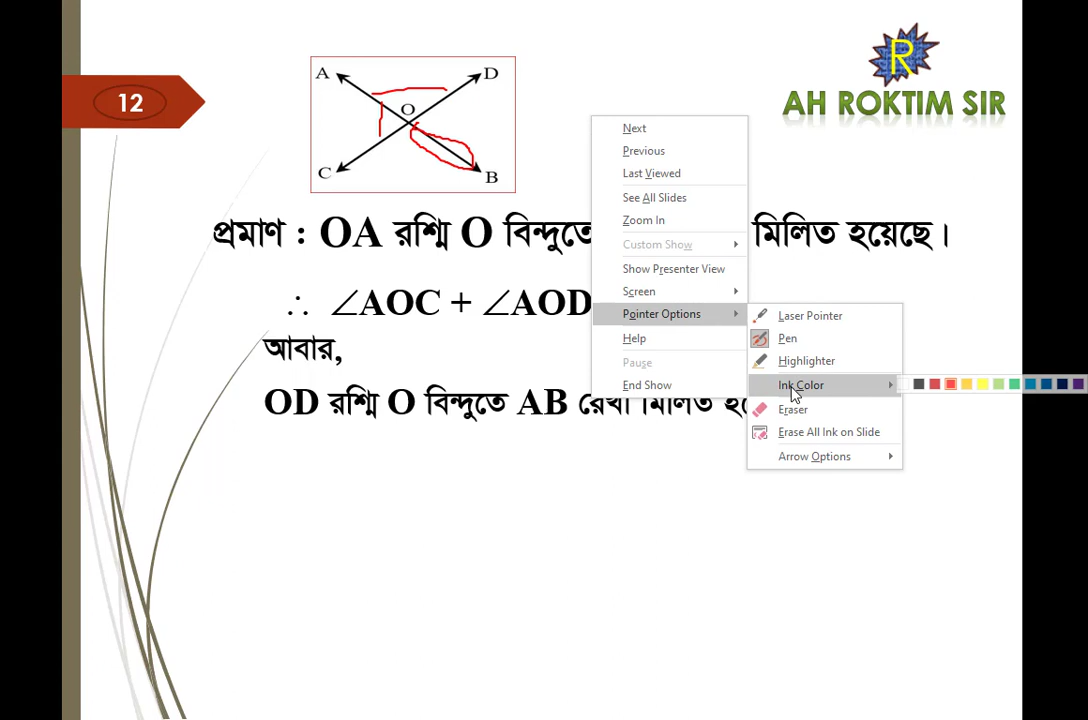 12
A
D
O
C
B
R
AH ROKTIM SIR
প্রমাণ : OA রশ্মি O বিন্দুতে
মিলিত হয়েছে।
∴ ∠AOC + ∠AOD
আবার,
OD রশ্মি O বিন্দুতে AB রেখা মিলিত
Next
Previous
Last Viewed
See All Slides
Zoom In
Custom Show
Show Presenter View
Screen
Pointer Options
Help
Pause
End Show
Laser Pointer
Pen
Highlighter
Ink Color
Eraser
Erase All Ink on Slide
Arrow Options